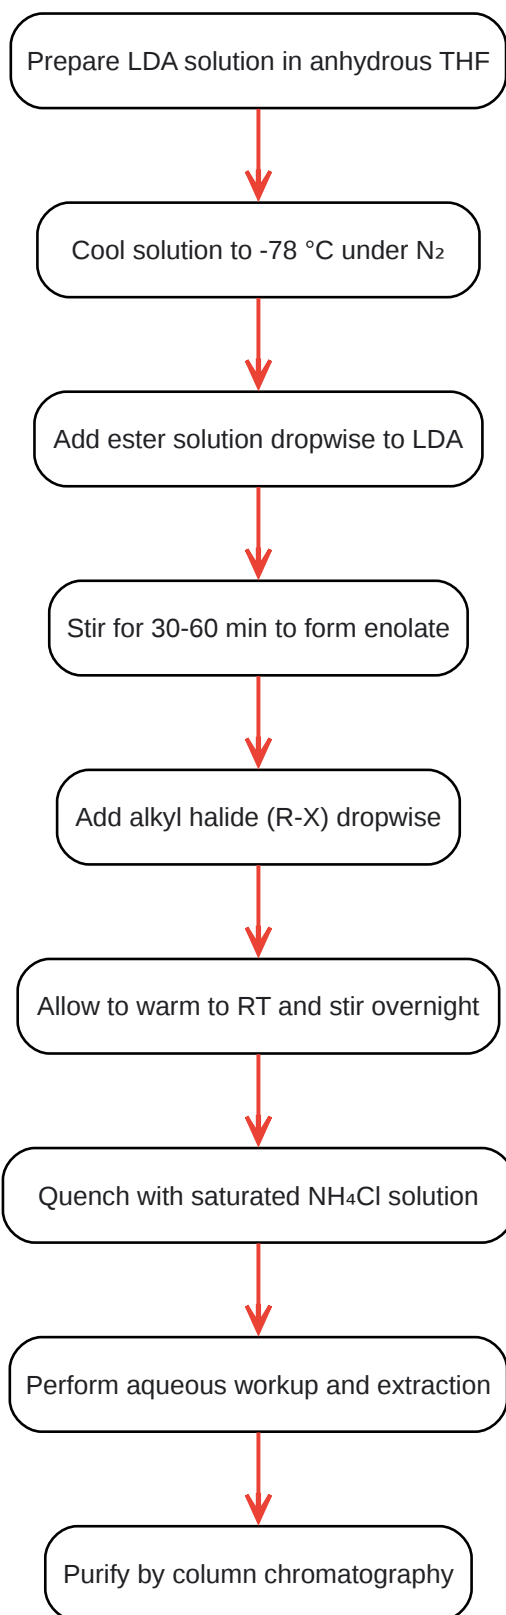 Prepare LDA solution in anhydrous THF
Cool solution to -78 °C under N₂
Add ester solution dropwise to LDA
Stir for 30-60 min to form enolate
Add alkyl halide (R-X) dropwise
Allow to warm to RT and stir overnight
Quench with saturated NH₄Cl solution
Perform aqueous workup and extraction
Purify by column chromatography